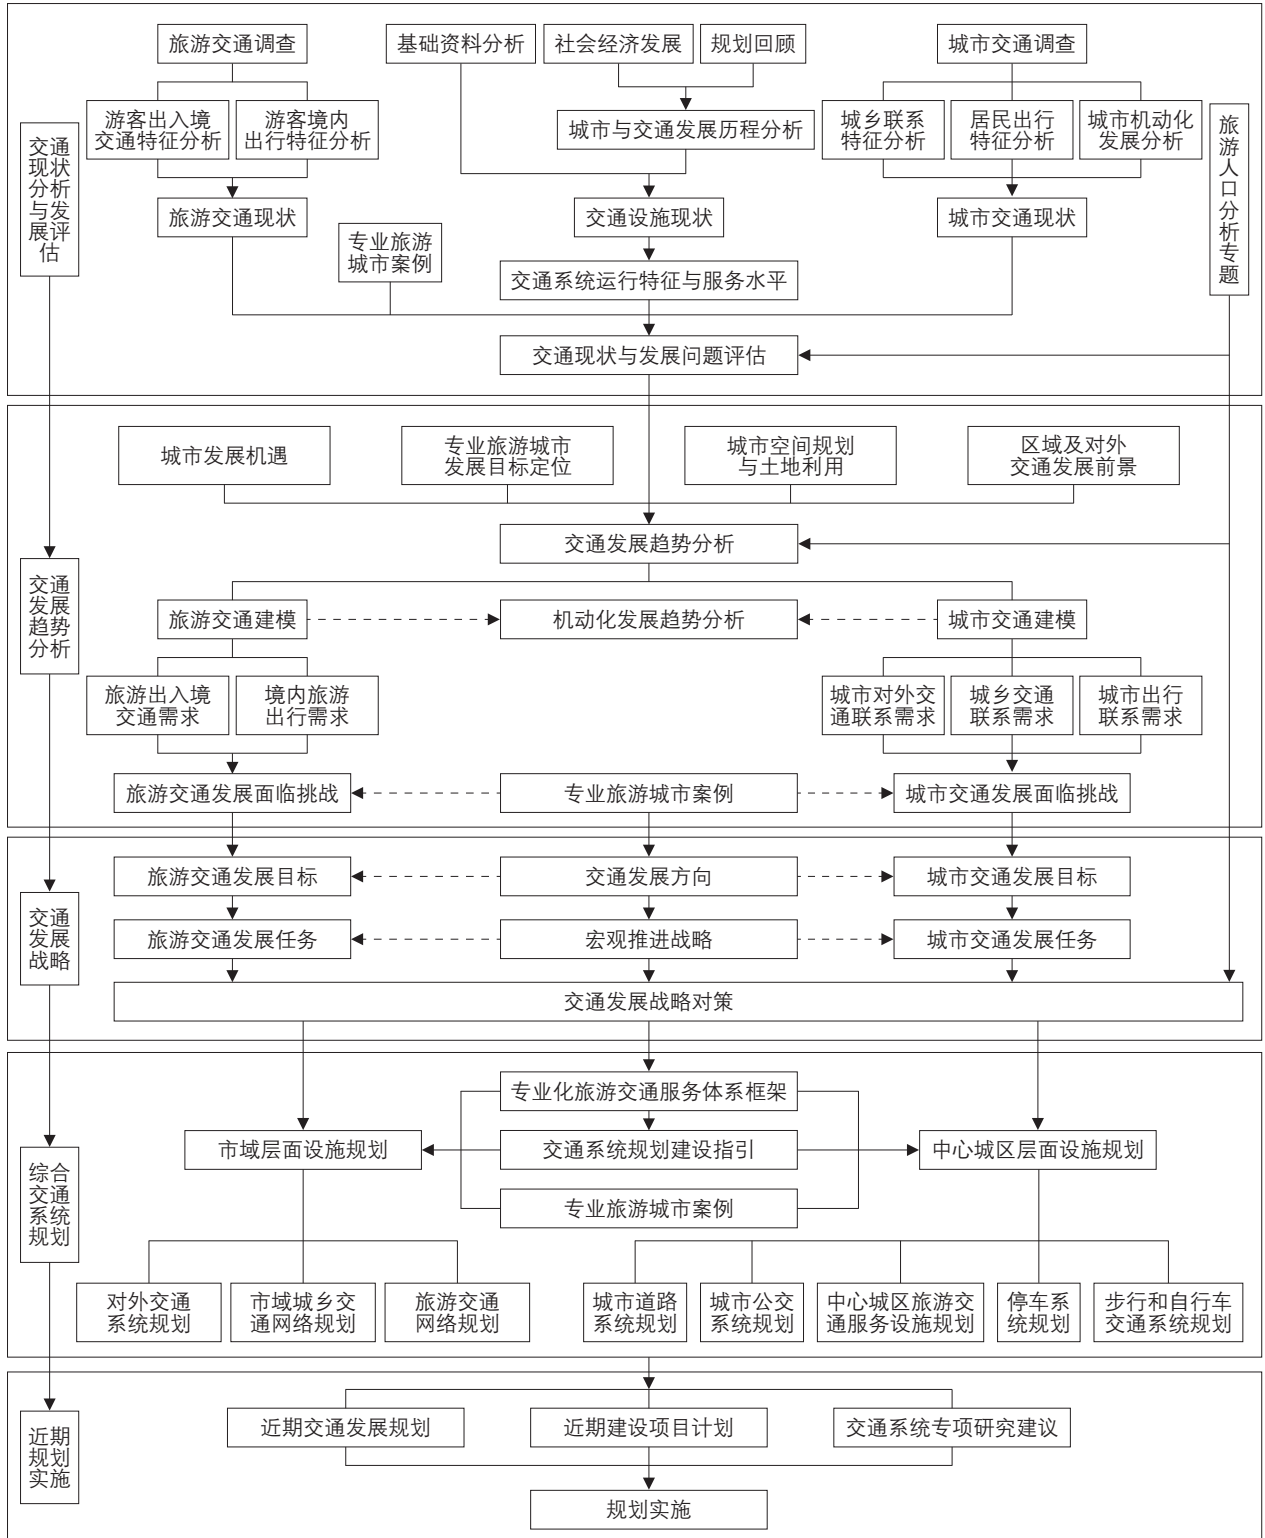 旅游交通调查
基础资料分析
社会经济发展
规划回顾
城市交通调查
游客出入境
交通特征分析
游客境内
出行特征分析
城市与交通发展历程分析
城乡联系
特征分析
居民出行
特征分析
城市机动化
发展分析
交通
现状
分析
与发
展评
估
旅
游
人
口
分
析
专
题
旅游交通现状
专业旅游
城市案例
交通设施现状
城市交通现状
交通系统运行特征与服务水平
交通现状与发展问题评估
城市发展机遇
专业旅游城市
发展目标定位
城市空间规划
与土地利用
区域及对外
交通发展前景
交通发展趋势分析
交通
发展
趋势
分析
旅游交通建模
机动化发展趋势分析
城市交通建模
旅游出入境
交通需求
境内旅游
出行需求
城市对外交
通联系需求
城乡交通
联系需求
城市出行
联系需求
旅游交通发展面临挑战
专业旅游城市案例
城市交通发展面临挑战
旅游交通发展目标
交通发展方向
城市交通发展目标
交通
发展
战略
旅游交通发展任务
宏观推进战略
城市交通发展任务
交通发展战略对策
专业化旅游交通服务体系框架
市域层面设施规划
交通系统规划建设指引
中心城区层面设施规划
综合
交通
系统
规划
专业旅游城市案例
对外交通
系统规划
市域城乡交
通网络规划
旅游交通
网络规划
城市道路
系统规划
城市公交
系统规划
中心城区旅游交
通服务设施规划
停车系
统规划
步行和自行车
交通系统规划
近期
规划
实施
近期交通发展规划
近期建设项目计划
交通系统专项研究建议
规划实施